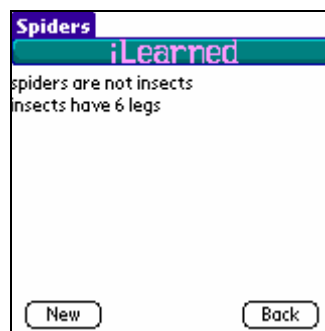 Spiders
iLearned
spiders are not insects
insects have 6 legs
New
Back